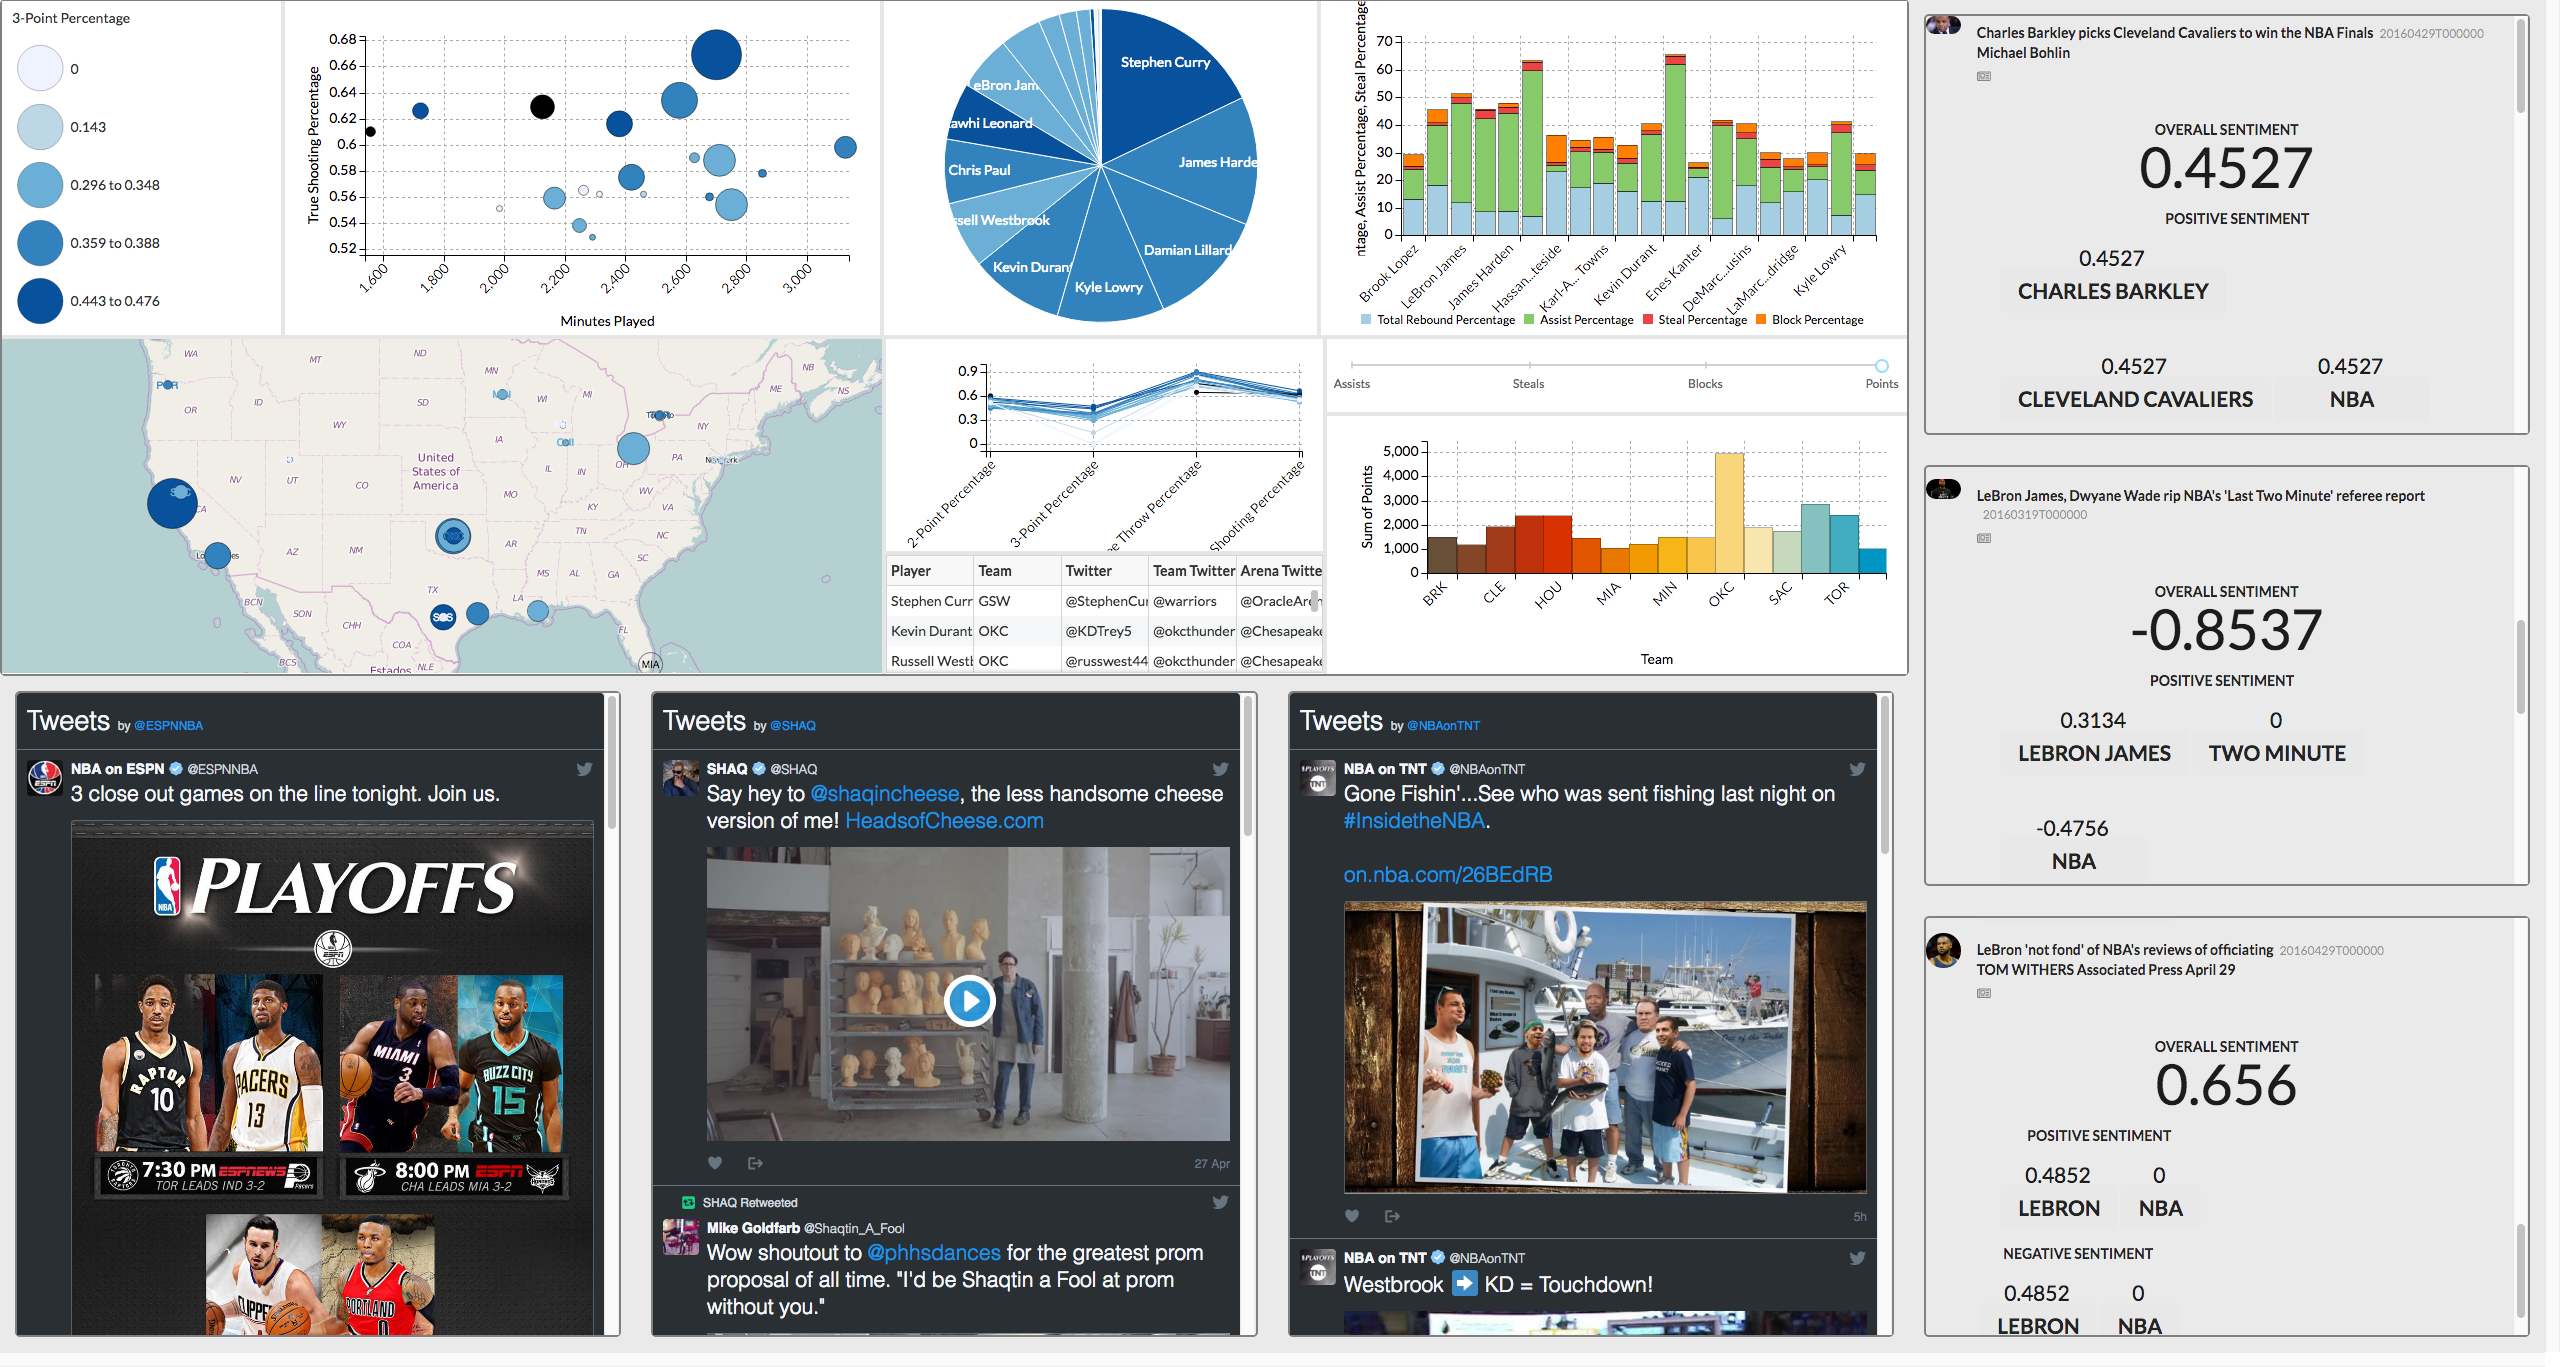 3-Point Percentage
0
0.143
0.296 to 0.348
0.359 to 0.388
0.443 to 0.476
True Shooting Percentage
0.68
0.66
0.64
0.62
0.6
0.58
0.56
0.54
0.52
1,600
1,800
2,000
2,200
2,400
2,600
2,800
3,000
Minutes Played
Stephen Curry
James Harde
Damian Lillard
Kyle Lowry
Kevin Duran
ssell Westbrook
Chris Paul
awhi Leonard
eBron Jam
ntage, Assist Percentage, Steal Percentage
70
60
50
40
30
20
10
0
Brook Lopez
LeBron James
James Harden
Hassan...teside
Karl-A... Towns
Kevin Durant
Enes Kanter
DeMarc...usins
LaMarc...dridge
Kyle Lowry
Total Rebound Percentage
Assist Percentage
Steal Percentage
Block Percentage
WA
MT
ND
MN
OR
ID
SD
WI
MI
WY
IA
NV
UT
CO
United
States of
America
IL
IN
OH
PA
NY
ME
NB
NS
MO
WV
KY
VA
CA
AZ
NM
AR
TN
NC
SC
TX
MS
AL
GA
LA
FL
BCN
SON
CHH
COA
BCS
Estados
NLE
MIA
0.9
0.6
0.3
0
2-Point Percentage
3-Point Percentage
e Throw Percentage
Shooting Percentage
Player Team Twitter Team Twitter Arena Twitte
Stephen Curr GSW @StephenCur @warriors @OracleAren
Kevin Durant OKC @KDTrey5 @okcthunder @Chesapeake
Russell Westb OKC @russwest44 @okcthunder @Chesapeake
Assists
Steals
Blocks
Points
Sum of Points
5,000
4,000
3,000
2,000
1,000
0
BRK
CLE
HOU
MIA
MIN
OKC
SAC
TOR
Team
Charles Barkley picks Cleveland Cavaliers to win the NBA Finals 20160429T000000
Michael Bohlin
OVERALL SENTIMENT
0.4527
POSITIVE SENTIMENT
0.4527
CHARLES BARKLEY
0.4527 0.4527
CLEVELAND CAVALIERS NBA
LeBron James, Dwyane Wade rip NBA's 'Last Two Minute' referee report
20160319T000000
OVERALL SENTIMENT
-0.8537
POSITIVE SENTIMENT
0.3134 0
LEBRON JAMES TWO MINUTE
-0.4756
NBA
LeBron 'not fond' of NBA's reviews of officiating 20160429T000000
TOM WITHERS Associated Press April 29
OVERALL SENTIMENT
0.656
POSITIVE SENTIMENT
0.4852 0
LEBRON NBA
NEGATIVE SENTIMENT
0.4852 0
LEBRON NBA
Tweets by @ESPNNBA
NBA on ESPN @ESPNNBA
3 close out games on the line tonight. Join us.
NBA
PLAYOFFS
RAPTOR
10
PACERS
13
MIAMI
3
BUZZ CITY
15
7:30 PM ESPNEWS
TOR LEADS IND 3-2
Pacers
8:00 PM ESPN
CHA LEADS MIA 3-2
CLIPPE
PORTLAND
0
Tweets by @SHAQ
SHAQ @SHAQ
Say hey to @shaqincheese, the less handsome cheese
version of me! HeadsofCheese.com
27 Apr
SHAQ Retweeted
Mike Goldfarb @Shaqtin_A_Fool
Wow shoutout to @phhsdances for the greatest prom
proposal of all time. "I'd be Shaqtin a Fool at prom
without you."
Tweets by @NBAonTNT
PLAYOFFS
TNT
NBA on TNT @NBAonTNT
Gone Fishin'...See who was sent fishing last night on
#InsidetheNBA.
on.nba.com/26BEdRB
5h
PLAYOFFS
TNT
NBA on TNT @NBAonTNT
Westbrook ➡ KD = Touchdown!